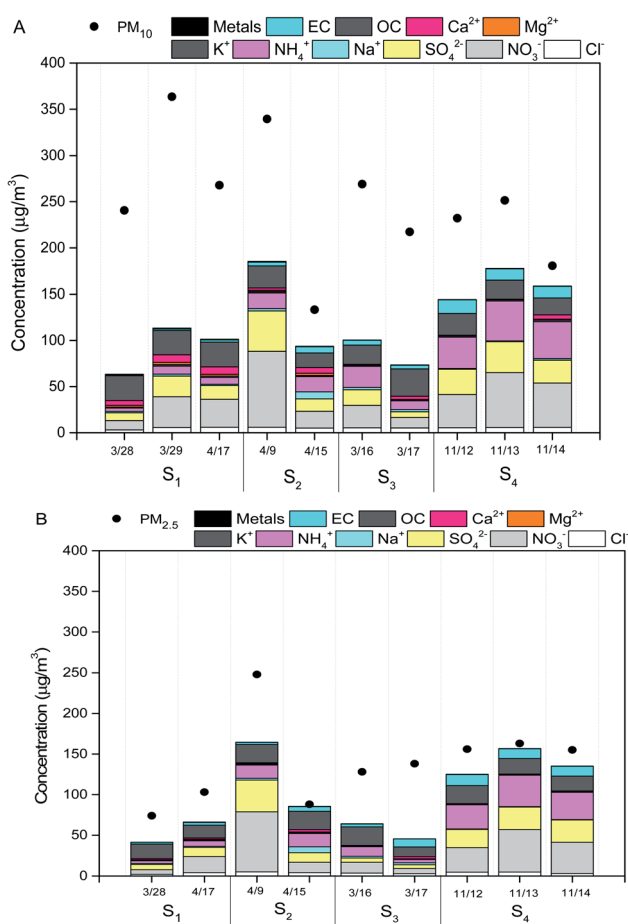 A
PM10 Metals EC OC Ca2+ Mg2+
K+ NH4+ Na+ SO42- NO3- Cl-
400
350
300
250
200
150
100
50
0
Concentration (μg/m3)
3/28 3/29 4/17 4/9 4/15 3/16 3/17 11/12 11/13 11/14
S1 S2 S3 S4
B
PM2.5 Metals EC OC Ca2+ Mg2+
K+ NH4+ Na+ SO42- NO3- Cl-
400
350
300
250
200
150
100
50
0
Concentration (μg/m3)
3/28 4/17 4/9 4/15 3/16 3/17 11/12 11/13 11/14
S1 S2 S3 S4